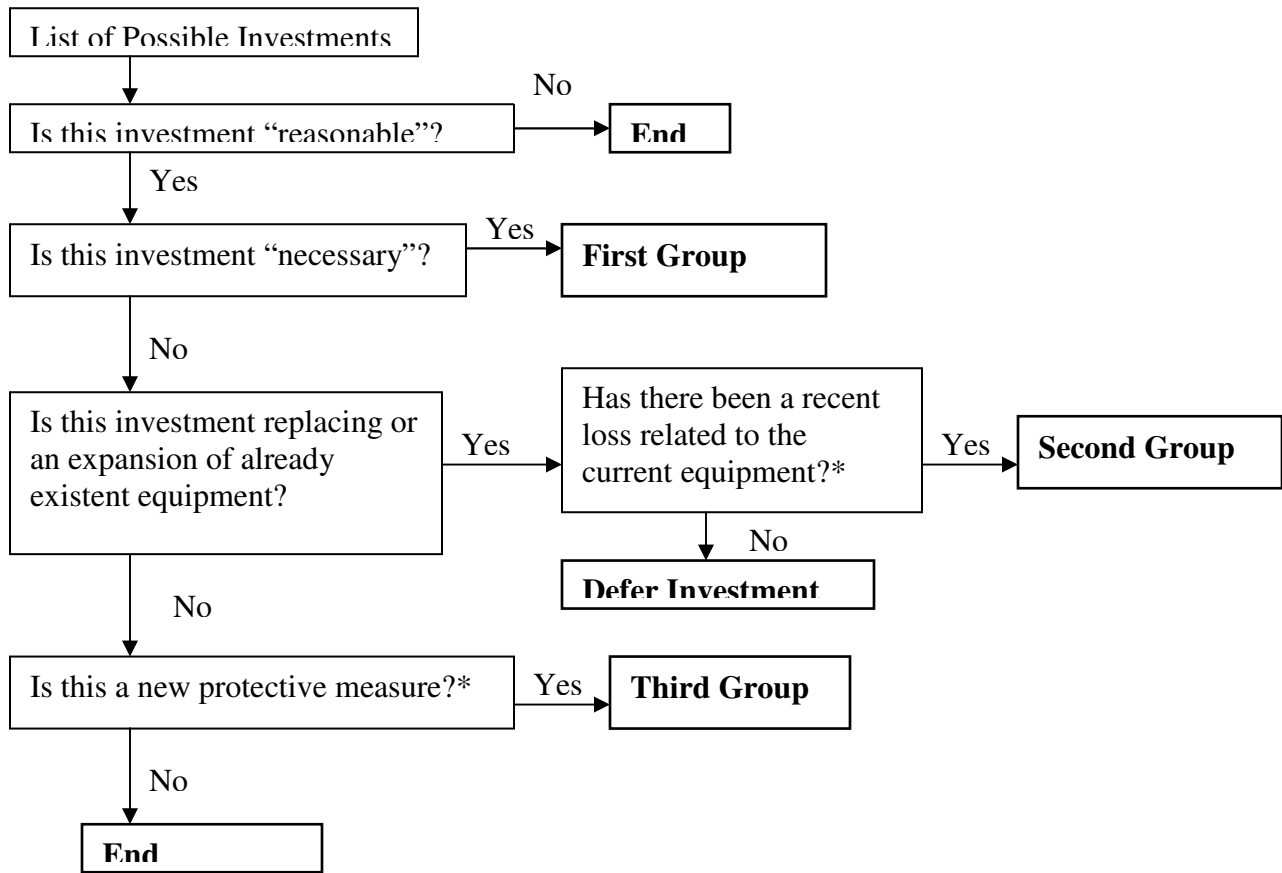 List of Possible Investments
No
Is this investment “reasonable”?
End
Yes
Is this investment “necessary”?
Yes
First Group
No
Is this investment replacing or
an expansion of already
existent equipment?
Yes
Has there been a recent
loss related to the
current equipment?*
Yes
Second Group
No
Defer Investment
No
Is this a new protective measure?*
Yes
Third Group
No
End